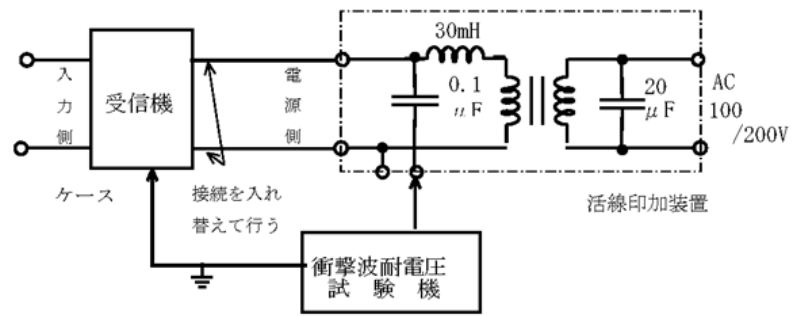 30mH
0.1
μF
20
μF
AC
100
/200V
入力側
受信機
電源側
ケース
接続を入れ
替えて行う
活線印加装置
衝撃波耐電圧
試験機